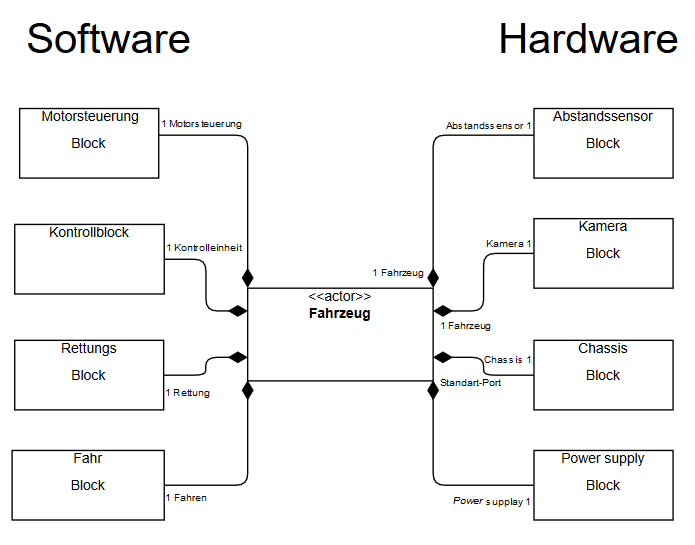 Software
Hardware
Motorsteuerung
Block
1 Motorsteuerung
Abstandssensor 1
Abstandssensor
Block
Kontrollblock
1 Kontrolleinheit
Kamera 1
Kamera
Block
1 Fahrzeug
<<actor>>
Fahrzeug
1 Fahrzeug
Rettungs
Block
1 Rettung
Chassis 1
Standart-Port
Chassis
Block
Fahr
Block
1 Fahren
Power supplay 1
Power supply
Block